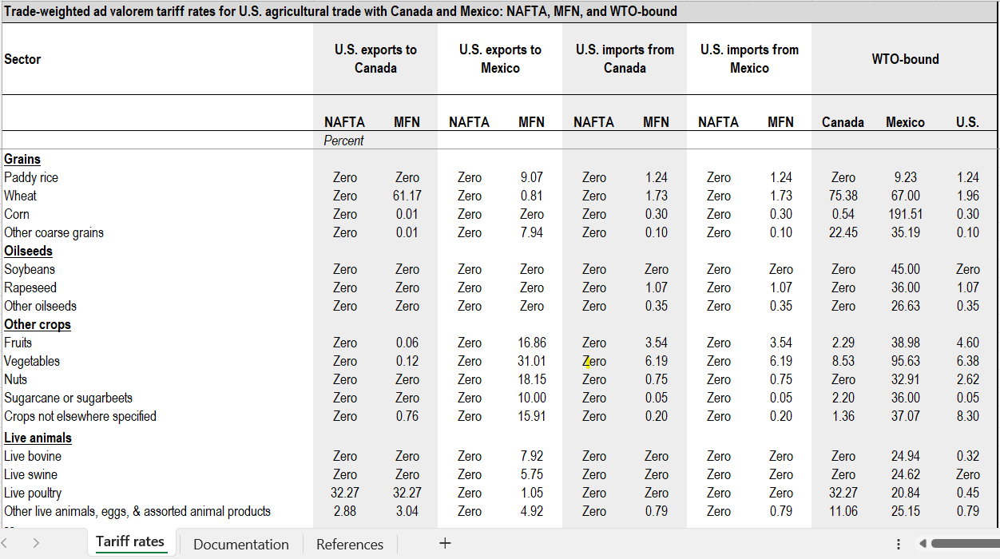 Trade-weighted ad valorem tariff rates for U.S. agricultural trade with Canada and Mexico: NAFTA, MFN, and WTO-bound
Sector U.S. exports to Canada U.S. exports to Mexico U.S. imports from Canada U.S. imports from Mexico WTO-bound
NAFTA MFN NAFTA MFN NAFTA MFN NAFTA MFN Canada Mexico U.S.
Percent
Grains
Paddy rice Zero Zero Zero 9.07 Zero 1.24 Zero 1.24 Zero 9.23 1.24
Wheat Zero 61.17 Zero 0.81 Zero 1.73 Zero 1.73 75.38 67.00 1.96
Corn Zero 0.01 Zero Zero Zero 0.30 Zero 0.30 0.54 191.51 0.30
Other coarse grains Zero 0.01 Zero 7.94 Zero 0.10 Zero 0.10 22.45 35.19 0.10
Oilseeds
Soybeans Zero Zero Zero Zero Zero Zero Zero Zero Zero 45.00 Zero
Rapeseed Zero Zero Zero Zero Zero 1.07 Zero 1.07 Zero 36.00 1.07
Other oilseeds Zero Zero Zero Zero Zero 0.35 Zero 0.35 Zero 26.63 0.35
Other crops
Fruits Zero 0.06 Zero 16.86 Zero 3.54 Zero 3.54 2.29 38.98 4.60
Vegetables Zero 0.12 Zero 31.01 Zero 6.19 Zero 6.19 8.53 95.63 6.38
Nuts Zero Zero Zero 18.15 Zero 0.75 Zero 0.75 Zero 32.91 2.62
Sugarcane or sugarbeets Zero Zero Zero 10.00 Zero 0.05 Zero 0.05 2.20 36.00 0.05
Crops not elsewhere specified Zero 0.76 Zero 15.91 Zero 0.20 Zero 0.20 1.36 37.07 8.30
Live animals
Live bovine Zero Zero Zero 7.92 Zero Zero Zero Zero Zero 24.94 0.32
Live swine Zero Zero Zero 5.75 Zero Zero Zero Zero Zero 24.62 Zero
Live poultry 32.27 32.27 Zero 1.05 Zero Zero Zero Zero 32.27 20.84 0.45
Other live animals, eggs, & assorted animal products 2.88 3.04 Zero 4.92 Zero 0.79 Zero 0.79 11.06 25.15 0.79
Tariff rates Documentation References